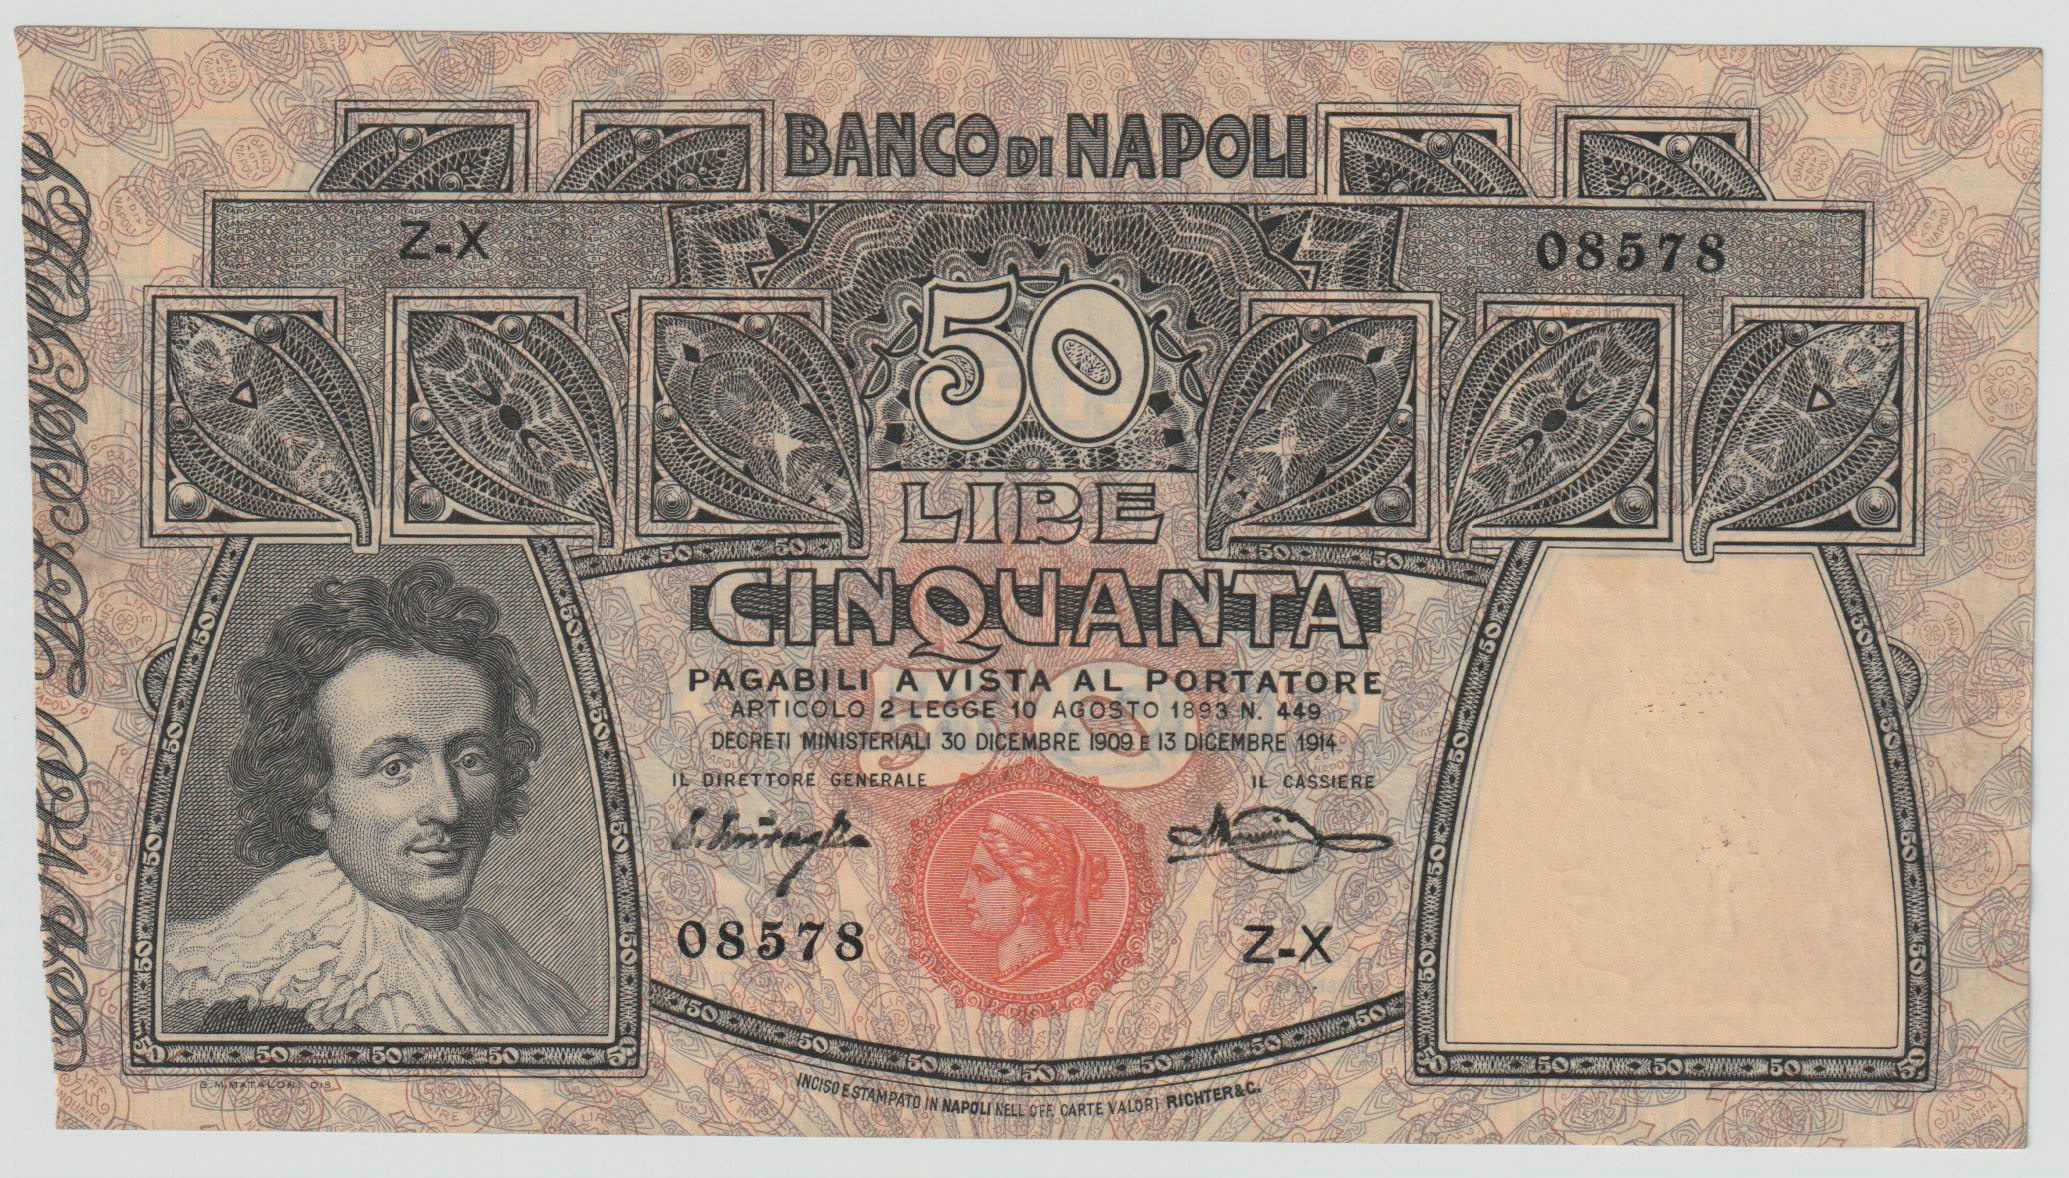 BANCO DI NAPOLI
Z-X
08578
50
LIRE
CINQUANTA
PAGABILI A VISTA AL PORTATORE
ARTICOLO 2 LEGGE 10 AGOSTO 1893 N. 449
DECRETI MINISTERIALI 30 DICEMBRE 1909 E 13 DICEMBRE 1914
IL DIRETTORE GENERALE
IL CASSIERE
08578
Z-X
G. M. MATALONI DIS.
INCISO E STAMPATO IN NAPOLI NELL'OFF. CARTE VALORI RICHTER & C.